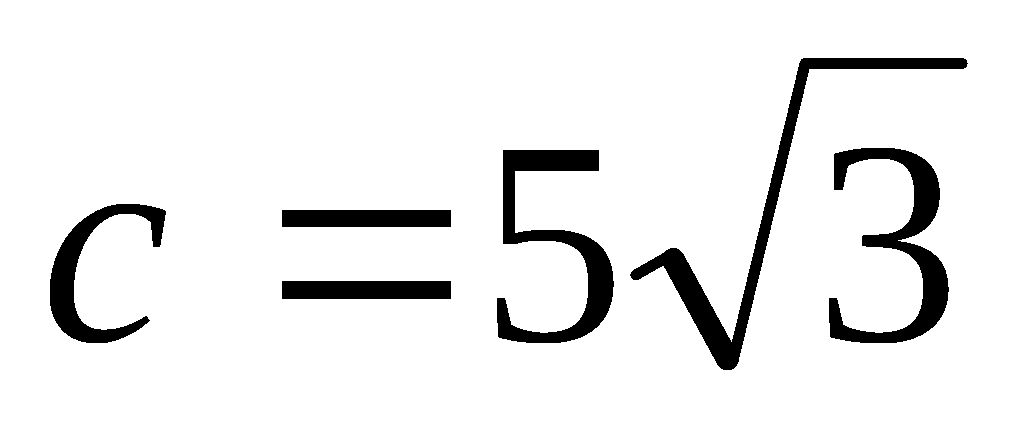 c = 5√3